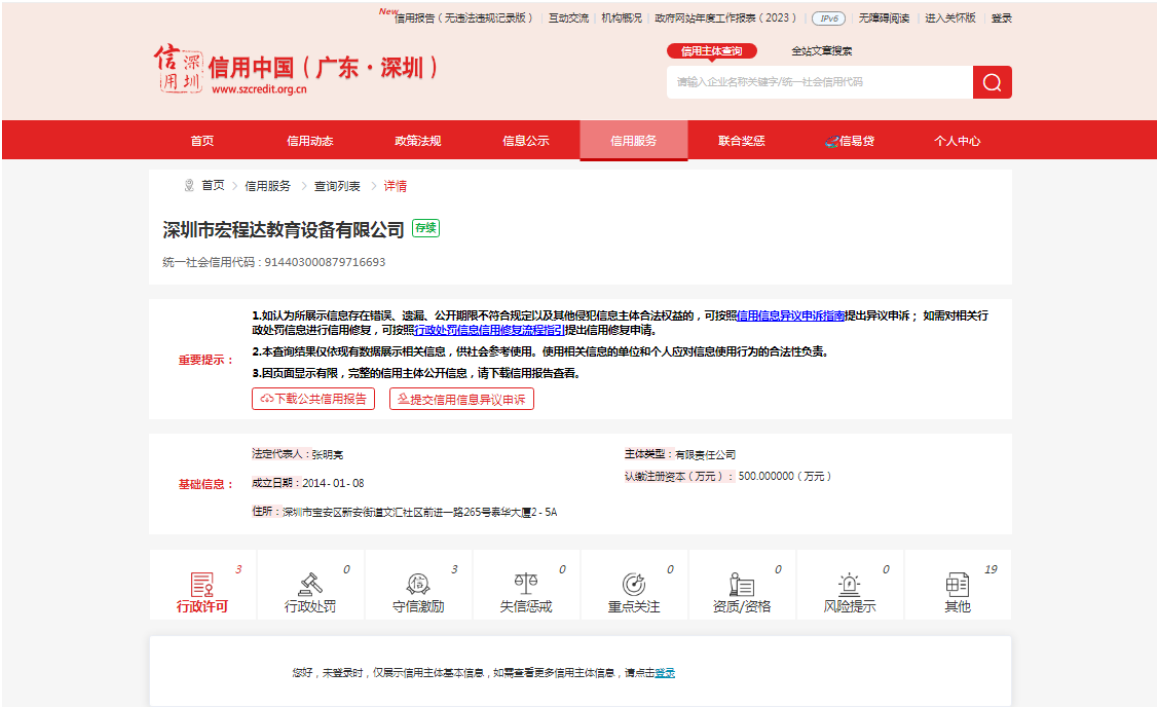 New 信用报告（无违法违规记录版） 互动交流 机构概况 政府网站年度工作报表（2023） IPv6 无障碍阅读 进入关怀版 登录
信用 深圳 信用中国（广东·深圳）
www.szcredit.org.cn
信用主体查询 全站文章搜索
请输入企业名称关键字/统一社会信用代码
首页 信用动态 政策法规 信息公示 信用服务 联合奖惩 信易贷 个人中心
首页 > 信用服务 > 查询列表 > 详情
深圳市宏程达教育设备有限公司 存续
统一社会信用代码：914403000879716693
重要提示：
1.如认为所展示信息存在错误、遗漏、公开期限不符合规定以及其他侵犯信息主体合法权益的，可按照信用信息异议申诉指南提出异议申诉； 如需对相关行
政处罚信息进行信用修复，可按照行政处罚信息信用修复流程指引提出信用修复申请。
2.本查询结果仅依现有数据展示相关信息，供社会参考使用。使用相关信息的单位和个人应对信息使用行为的合法性负责。
3.因页面显示有限，完整的信用主体公开信息，请下载信用报告查看。
下载公共信用报告 提交信用信息异议申诉
基础信息：
法定代表人：张明亮 主体类型：有限责任公司
成立日期：2014-01-08 认缴注册资本（万元）：500.000000（万元）
住所：深圳市宝安区新安街道文汇社区前进一路265号泰华大厦2-5A
3 0 3 0 0 0 0 19
行政许可 行政处罚 守信激励 失信惩戒 重点关注 资质/资格 风险提示 其他
您好，未登录时，仅展示信用主体基本信息，如需查看更多信用主体信息，请点击登录